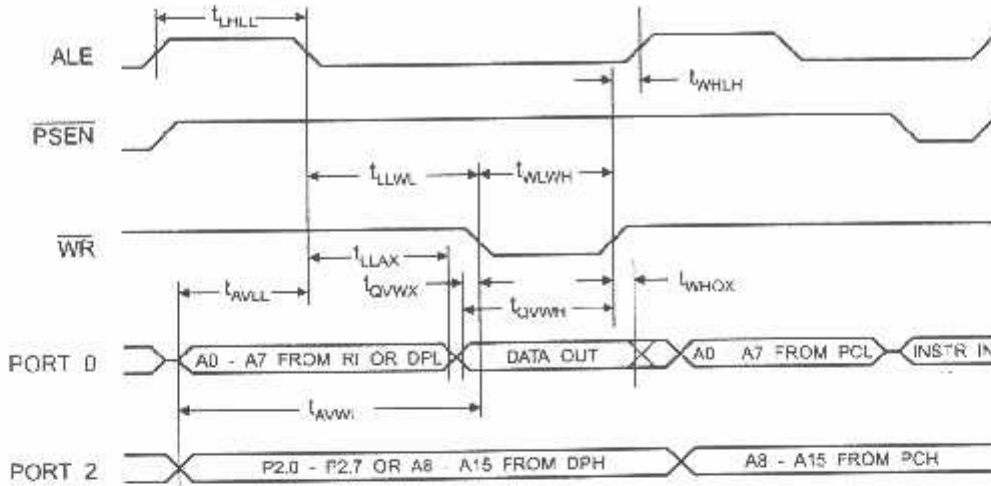 tLHLL
ALE
tWHLH
PSEN
tLLWL
tWLWH
WR
tLLAX
tQVWX
tWHQX
tAVLL
tQVWH
PORT 0
A0 - A7 FROM RI OR DPL
DATA OUT
A0 A7 FROM PCL
INSTR IN
tAVWL
PORT 2
P2.0 - P2.7 OR A8 - A15 FROM DPH
A8 - A15 FROM PCH